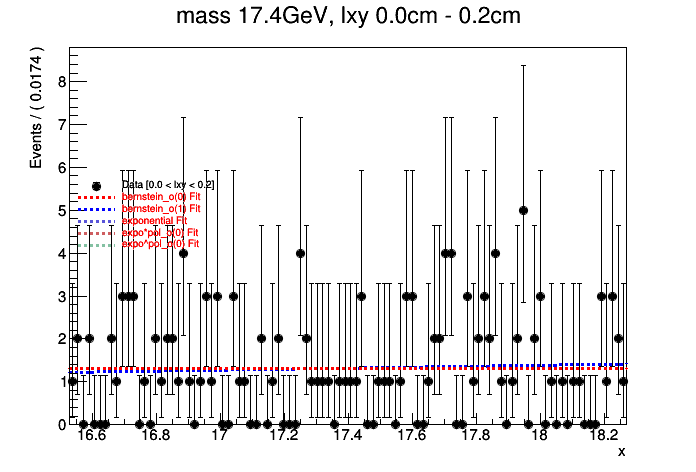 mass 17.4GeV, lxy 0.0cm - 0.2cm
Events / ( 0.0174 )
8
7
6
5
4
3
2
1
0
Data [0.0 < lxy < 0.2]
bernstein_o(0) Fit
bernstein_o(1) Fit
exponential Fit
expo*pol_o(0) Fit
expo^pol_o(0) Fit
16.6 16.8 17 17.2 17.4 17.6 17.8 18 18.2
x